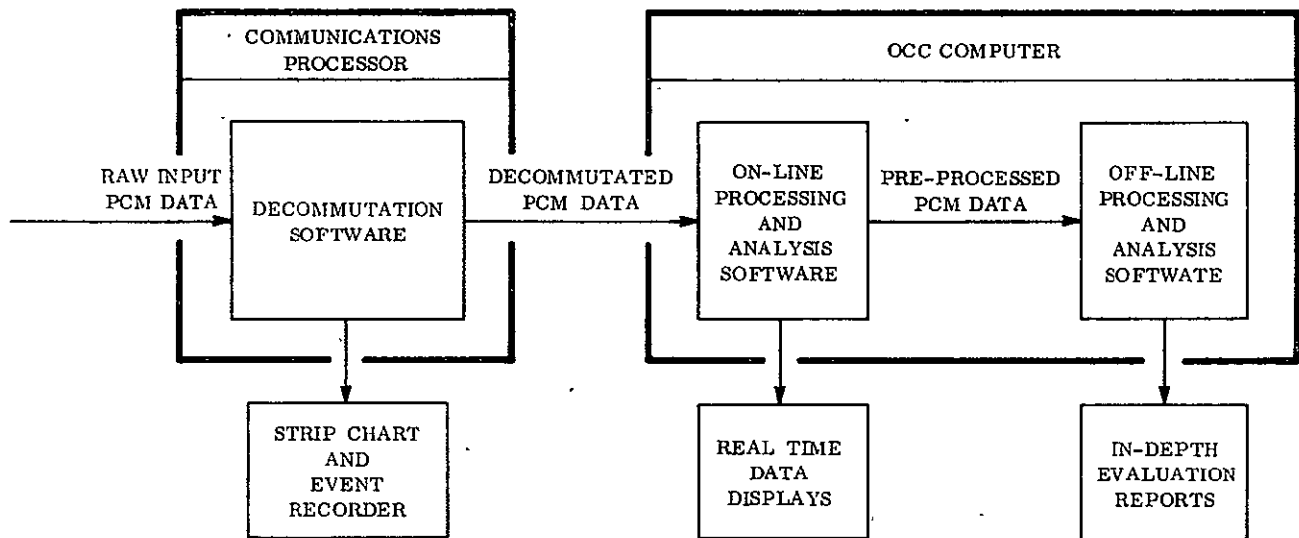 COMMUNICATIONS
PROCESSOR
OCC COMPUTER
RAW INPUT
PCM DATA
DECOMMUTATION
SOFTWARE
DECOMMUTATED
PCM DATA
ON-LINE
PROCESSING
AND
ANALYSIS
SOFTWARE
PRE-PROCESSED
PCM DATA
OFF-LINE
PROCESSING
AND
ANALYSIS
SOFTWATE
STRIP CHART
AND
EVENT
RECORDER
REAL TIME
DATA
DISPLAYS
IN-DEPTH
EVALUATION
REPORTS